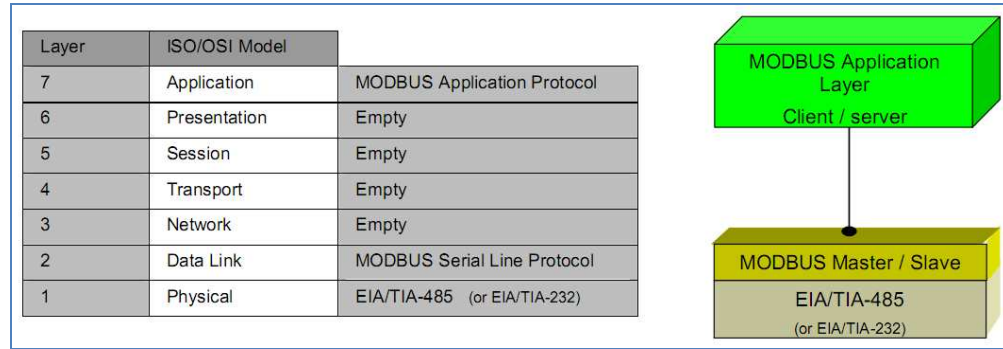 Layer ISO/OSI Model
7 Application MODBUS Application Protocol
6 Presentation Empty
5 Session Empty
4 Transport Empty
3 Network Empty
2 Data Link MODBUS Serial Line Protocol
1 Physical EIA/TIA-485 (or EIA/TIA-232)
MODBUS Application
Layer
Client / server
MODBUS Master / Slave
EIA/TIA-485
(or EIA/TIA-232)